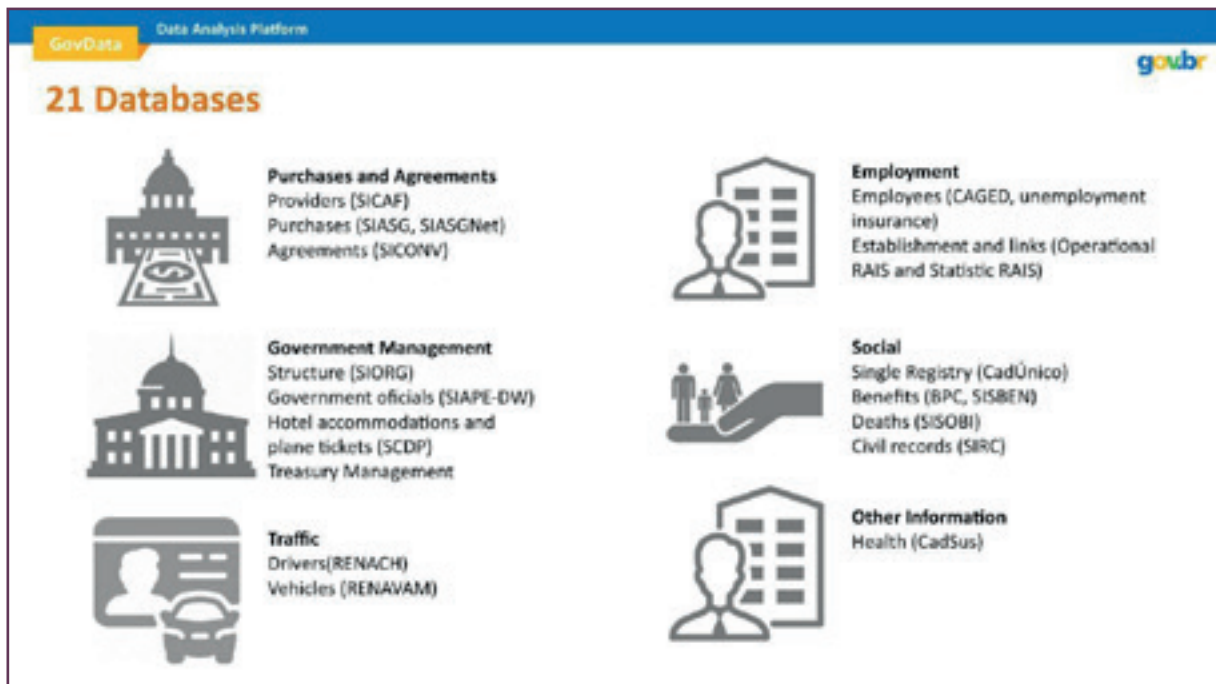 Data Analysis Platform
GovData
gov.br
21 Databases
Purchases and Agreements
Providers (SICAF)
Purchases (SIASG, SIASGNet)
Agreements (SICONV)
Government Management
Structure (SIORG)
Government oficials (SIAPE-DW)
Hotel accommodations and
plane tickets (SCDP)
Treasury Management
Traffic
Drivers(RENACH)
Vehicles (RENAVAM)
Employment
Employees (CAGED, unemployment
insurance)
Establishment and links (Operational
RAIS and Statistic RAIS)
Social
Single Registry (CadÚnico)
Benefits (BPC, SISBEN)
Deaths (SISOBI)
Civil records (SIRC)
Other Information
Health (CadSus)